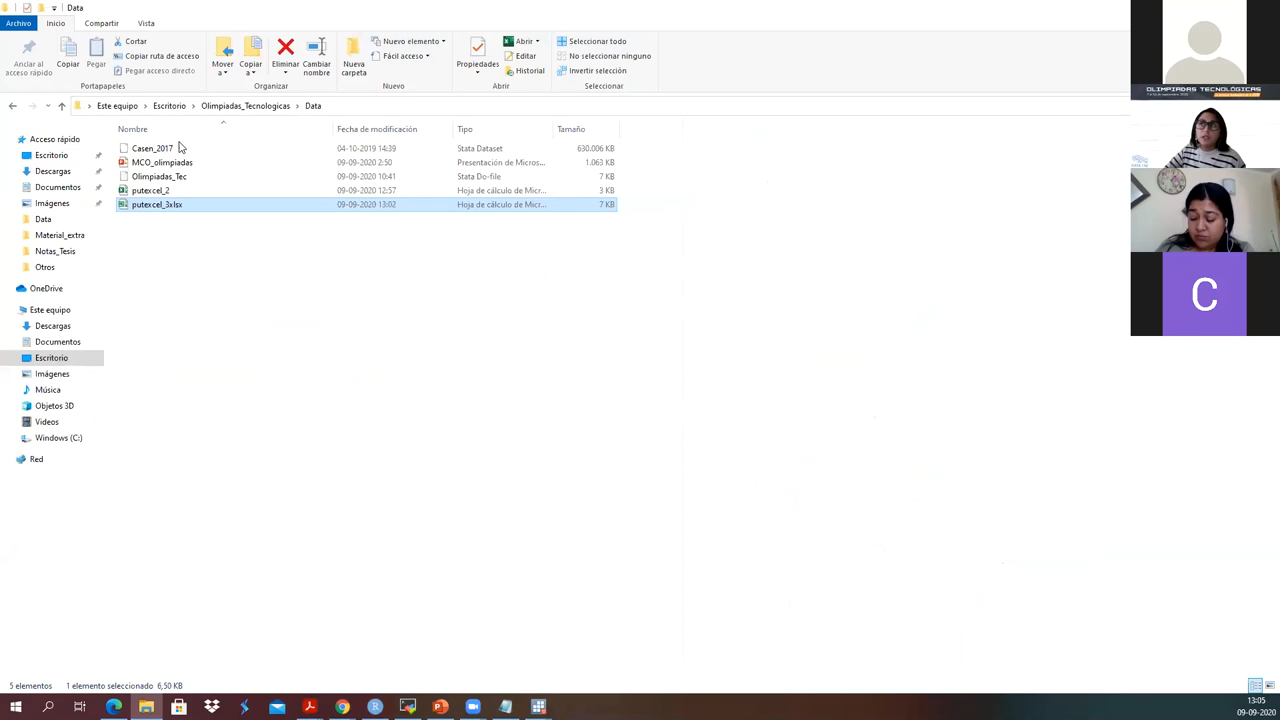 Data
Archivo Inicio Compartir Vista
Anclar al acceso rápido Copiar Pegar Cortar Copiar ruta de acceso Pegar acceso directo
Mover a Copiar a Eliminar Cambiar nombre Nueva carpeta Nuevo elemento Fácil acceso
Propiedades Abrir Editar Historial Seleccionar todo No seleccionar ninguno Invertir selección
Portapapeles Organizar Nuevo Abrir Seleccionar
Este equipo > Escritorio > Olimpiadas_Tecnologicas > Data
Nombre Fecha de modificación Tipo Tamaño
Casen_2017 04-10-2019 14:39 Stata Dataset 630.006 KB
MCO_olimpiadas 09-09-2020 2:50 Presentación de Micros... 1.063 KB
Olimpiadas_Tec 09-09-2020 10:41 Stata Do-file 7 KB
putexcel_2 09-09-2020 12:57 Hoja de cálculo de Micr... 3 KB
putexcel_3xlsx 09-09-2020 13:02 Hoja de cálculo de Micr... 7 KB
Acceso rápido
Escritorio
Descargas
Documentos
Imágenes
Data
Material_extra
Notas_Tesis
Otros
OneDrive
Este equipo
Descargas
Documentos
Escritorio
Imágenes
Música
Objetos 3D
Videos
Windows (C:)
Red
OLIMPIADAS TECNOLÓGICAS
C
5 elementos 1 elemento seleccionado 6,50 KB
13:05
09-09-2020